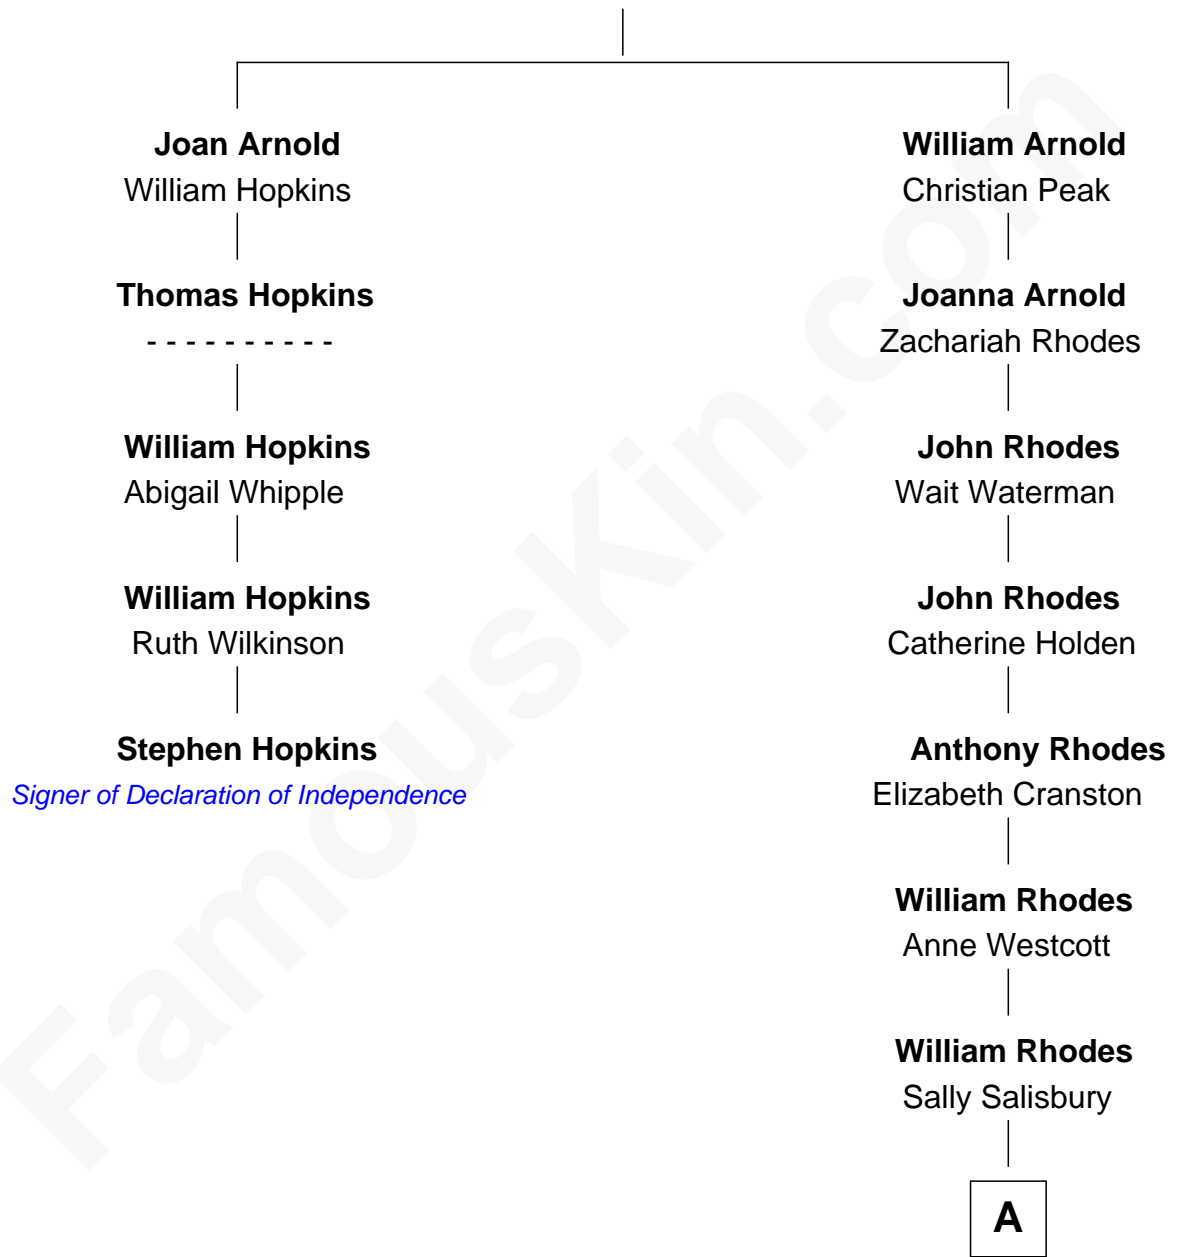 Joan Arnold
William Hopkins
Thomas Hopkins
- - - - - - - - - -
William Hopkins
Abigail Whipple
William Hopkins
Ruth Wilkinson
Stephen Hopkins
Signer of Declaration of Independence
William Arnold
Christian Peak
Joanna Arnold
Zachariah Rhodes
John Rhodes
Wait Waterman
John Rhodes
Catherine Holden
Anthony Rhodes
Elizabeth Cranston
William Rhodes
Anne Westcott
William Rhodes
Sally Salisbury
A
FamousKin.com